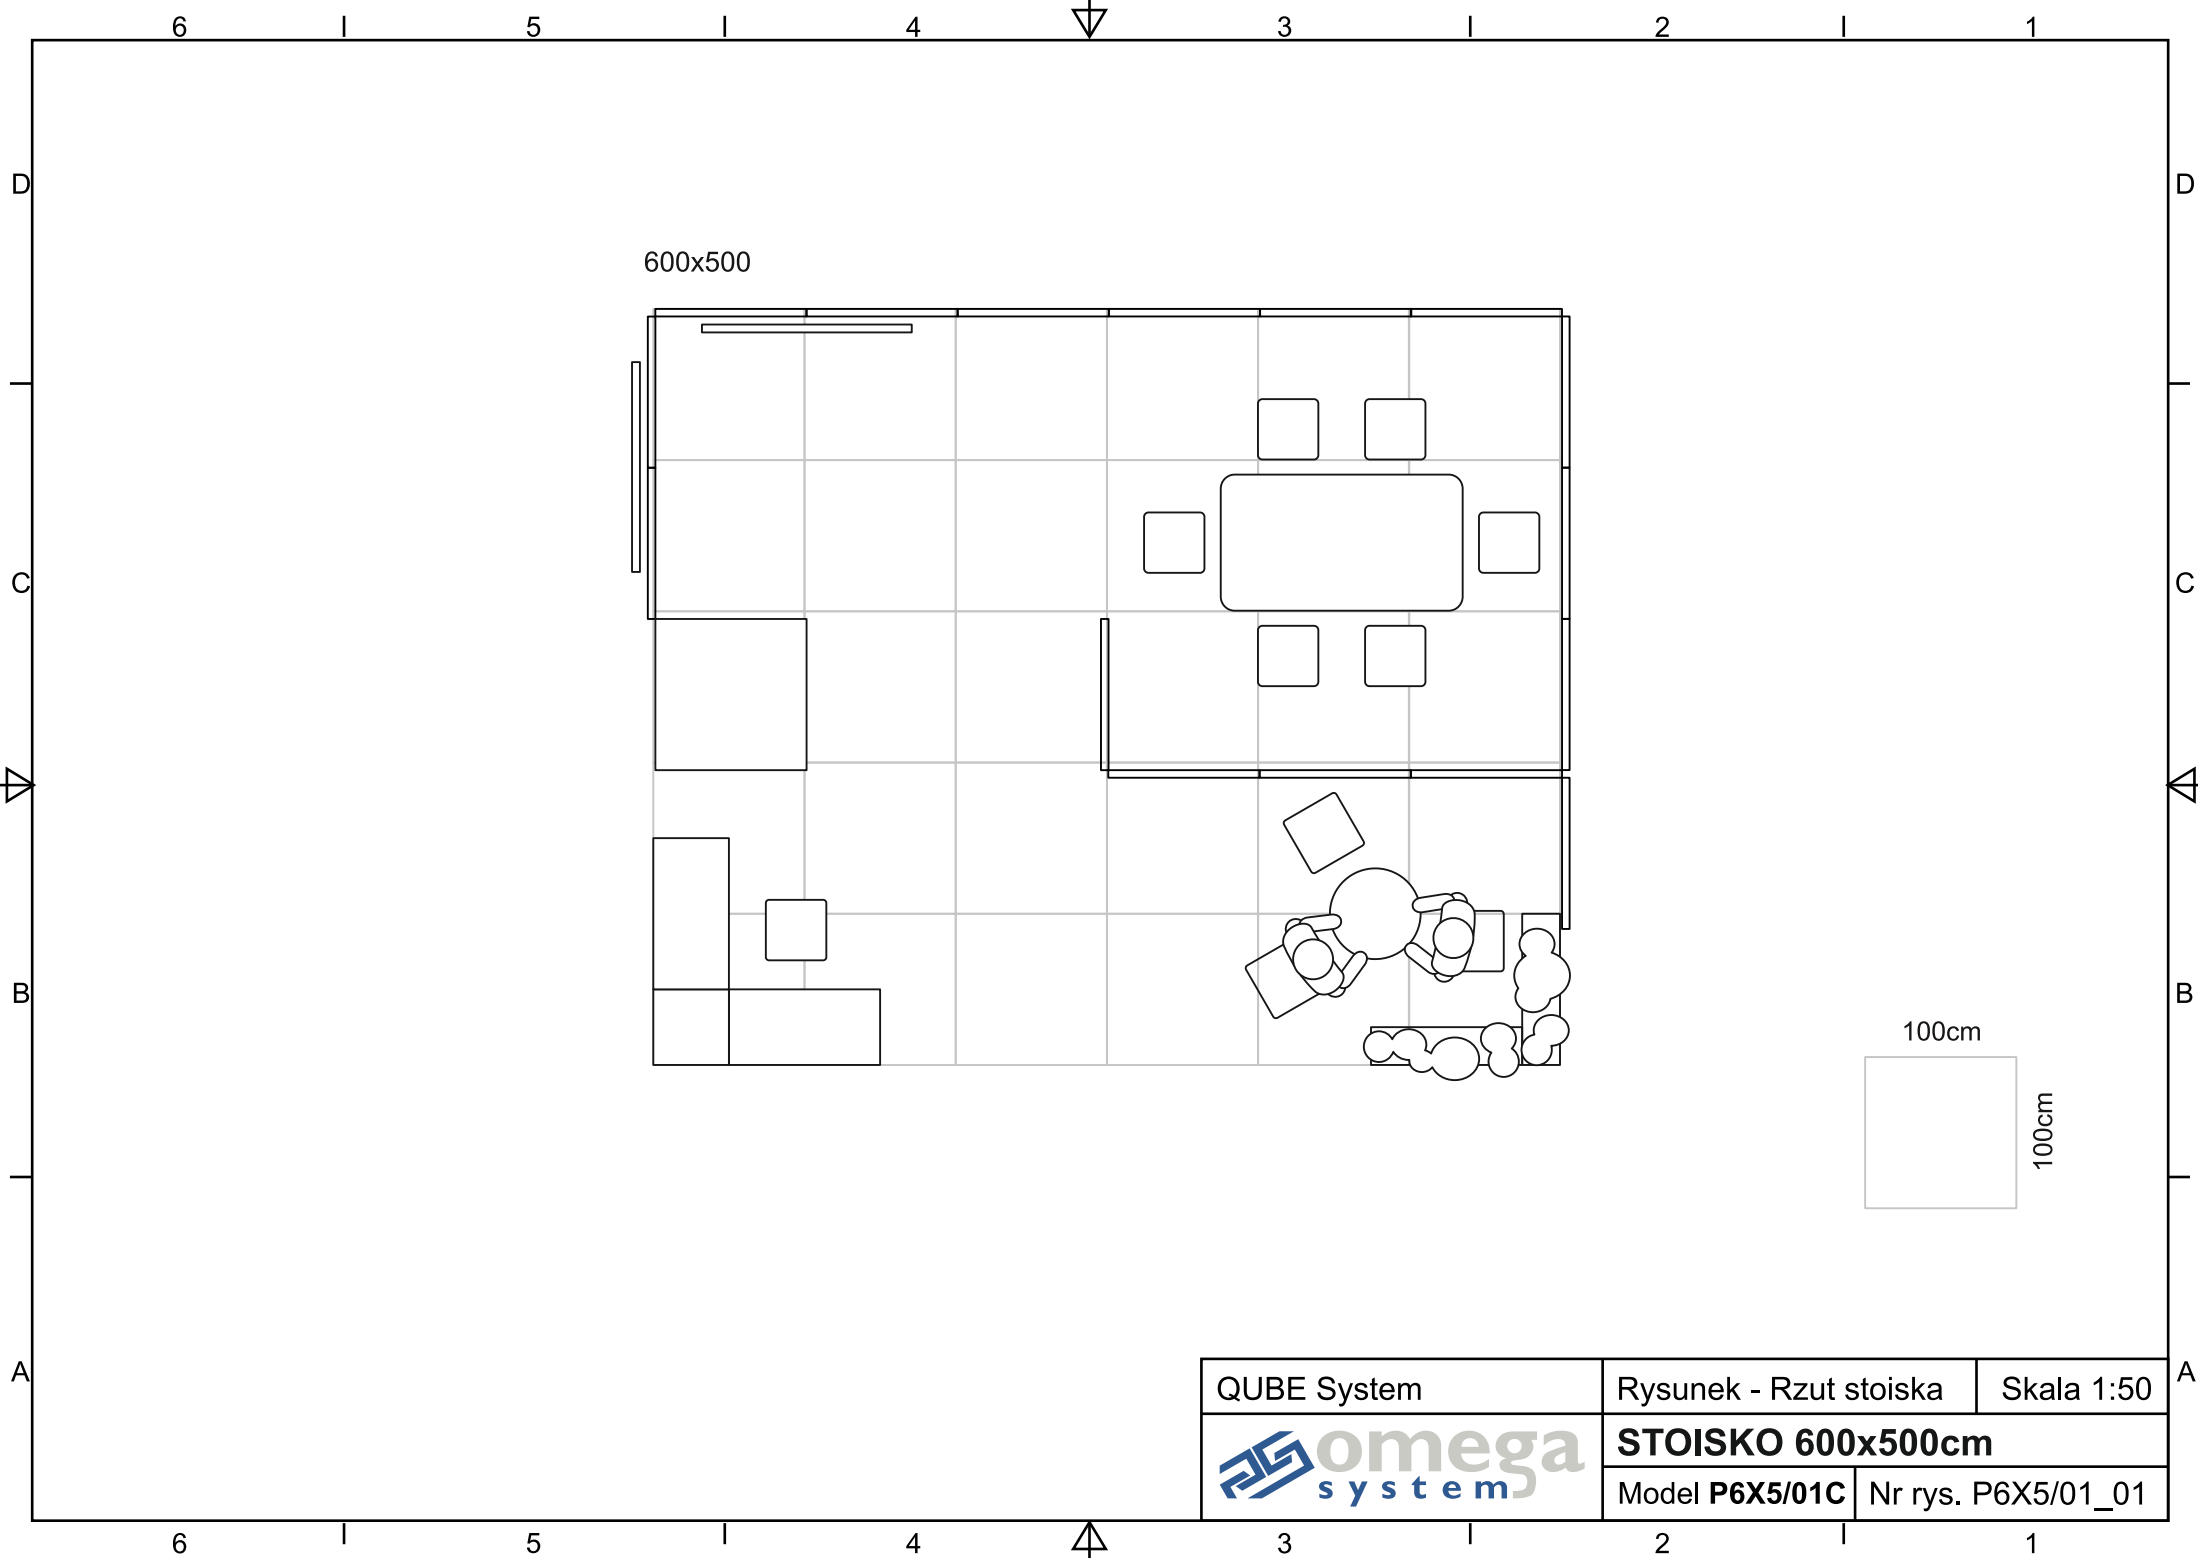 6 5 4 3 2 1
D D
600x500
C C
B B
100cm
100cm
A A
QUBE System
Rysunek - Rzut stoiska
Skala 1:50
omega
system
STOISKO 600x500cm
Model P6X5/01C
Nr rys. P6X5/01_01
6 5 4 3 2 1